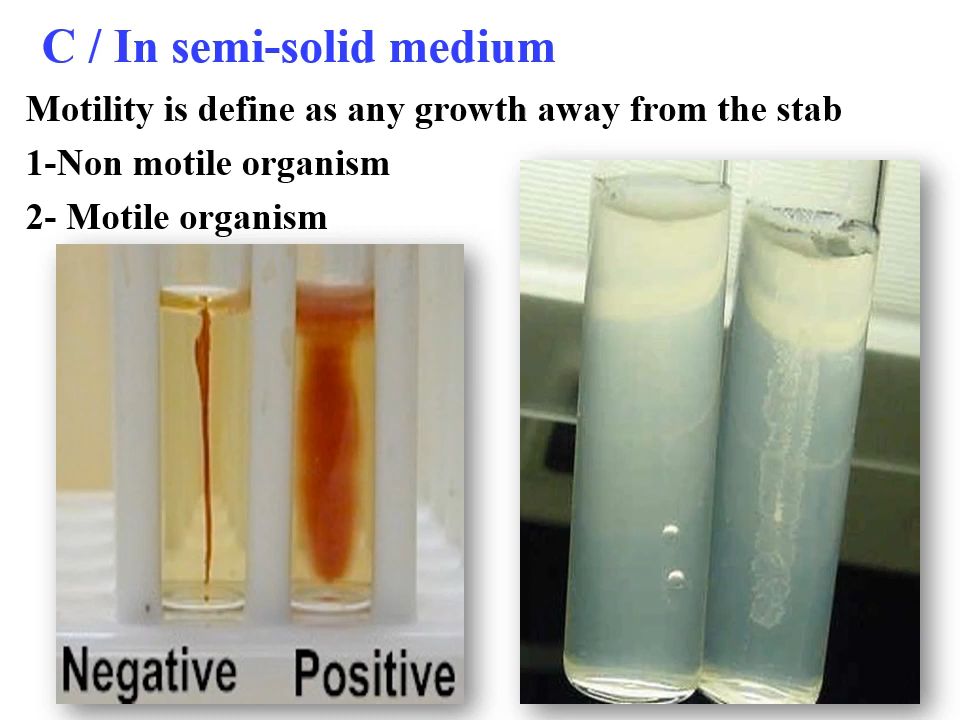 C / In semi-solid medium
Motility is define as any growth away from the stab
1-Non motile organism
2- Motile organism
Negative Positive